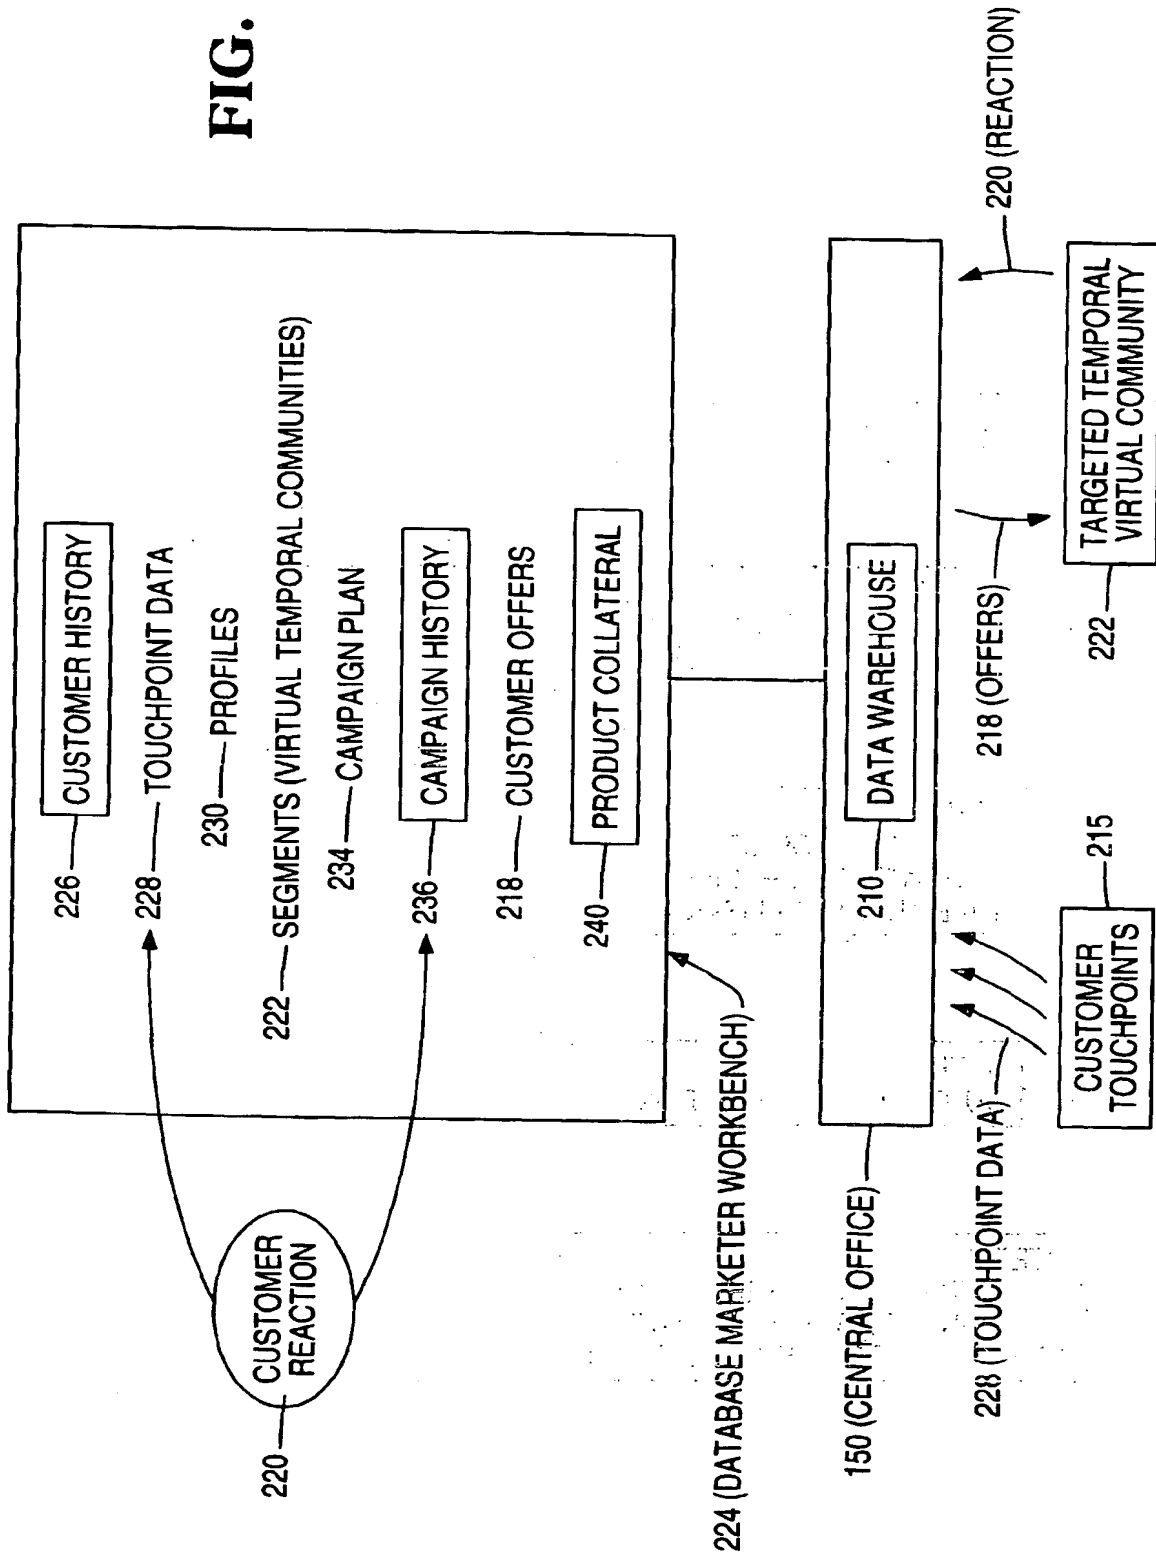 FIG.
CUSTOMER
REACTION
220
226
CUSTOMER HISTORY
228
TOUCHPOINT DATA
230
PROFILES
222
SEGMENTS (VIRTUAL TEMPORAL COMMUNITIES)
234
CAMPAIGN PLAN
236
CAMPAIGN HISTORY
218
CUSTOMER OFFERS
240
PRODUCT COLLATERAL
224 (DATABASE MARKETER WORKBENCH)
150 (CENTRAL OFFICE)
210
DATA WAREHOUSE
228 (TOUCHPOINT DATA)
218 (OFFERS)
220 (REACTION)
CUSTOMER
TOUCHPOINTS
215
222
TARGETED TEMPORAL
VIRTUAL COMMUNITY